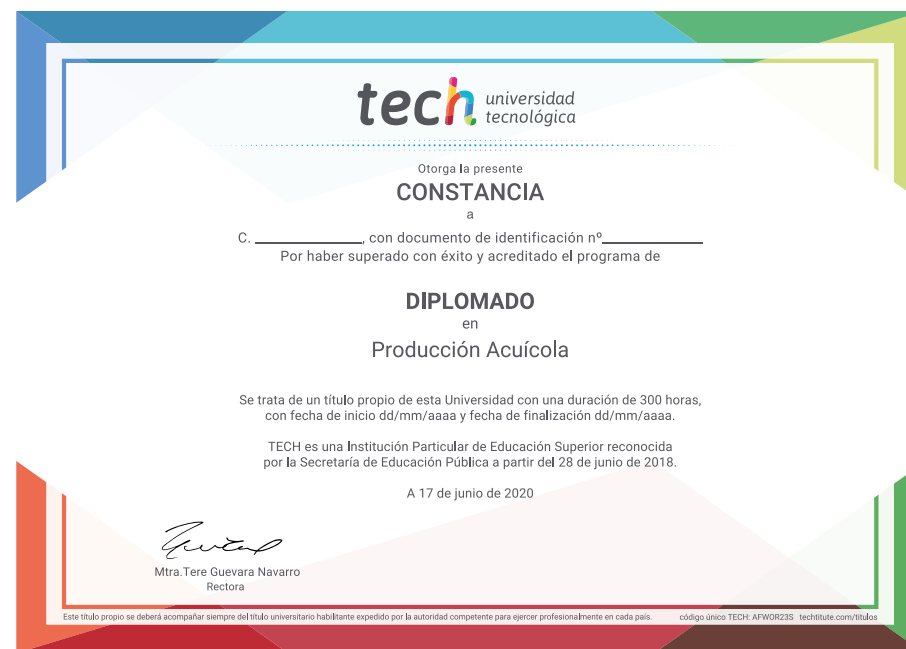 tech universidad
tecnológica
Otorga la presente
CONSTANCIA
a
C. ______________, con documento de identificación nº_____________
Por haber superado con éxito y acreditado el programa de
DIPLOMADO
en
Producción Acuícola
Se trata de un título propio de esta Universidad con una duración de 300 horas,
con fecha de inicio dd/mm/aaaa y fecha de finalización dd/mm/aaaa.
TECH es una Institución Particular de Educación Superior reconocida
por la Secretaría de Educación Pública a partir del 28 de junio de 2018.
A 17 de junio de 2020
Mtra.Tere Guevara Navarro
Rectora
Este título propio se deberá acompañar siempre del título universitario habilitante expedido por la autoridad competente para ejercer profesionalmente en cada país. código único TECH: AFWOR23S techtitute.com/titulos